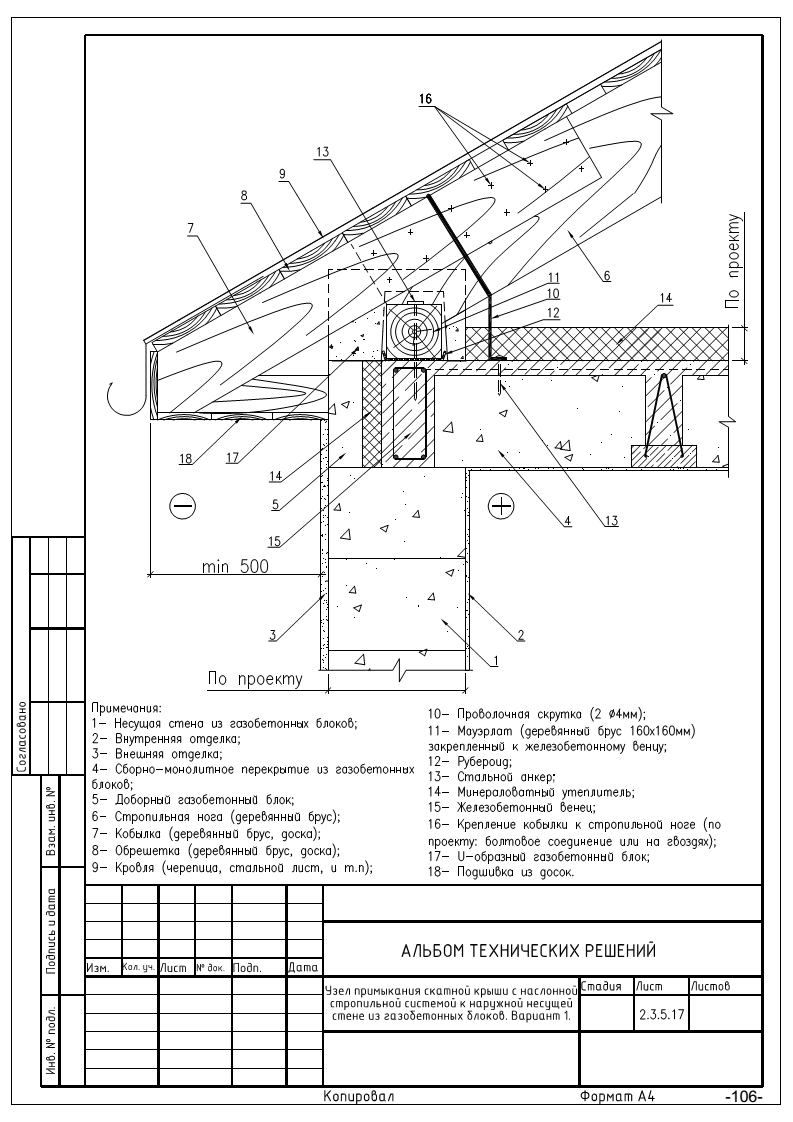 16
13
9
8
7
6
11
10
12
14
По проекту
18
17
14
5
15
4
13
min 500
3
2
1
По проекту
Примечания:
1– Несущая стена из газобетонных блоков;
2– Внутренняя отделка;
3– Внешняя отделка;
4– Сборно-монолитное перекрытие из газобетонных
блоков;
5– Доборный газобетонный блок;
6– Стропильная нога (деревянный брус);
7– Кобылка (деревянный брус, доска);
8– Обрешетка (деревянный брус, доска);
9– Кровля (черепица, стальной лист, и т.п);
10– Проволочная скрутка (2 ø4мм);
11– Мауэрлат (деревянный брус 160х160мм)
закрепленный к железобетонному венцу;
12– Рубероид;
13– Стальной анкер;
14– Минераловатный утеплитель;
15– Железобетонный венец;
16– Крепление кобылки к стропильной ноге (по
проекту: болтовое соединение или на гвоздях);
17– U–образный газобетонный блок;
18– Подшивка из досок.
Согласовано
Взам. инв. №
Подпись и дата
Инв. № подл.
Изм. Кол. уч. Лист № док. Подп. Дата
АЛЬБОМ ТЕХНИЧЕСКИХ РЕШЕНИЙ
Узел примыкания скатной крыши с наслонной
стропильной системой к наружной несущей
стене из газобетонных блоков. Вариант 1.
Стадия Лист Листов
2.3.5.17
Копировал Формат А4 -106-